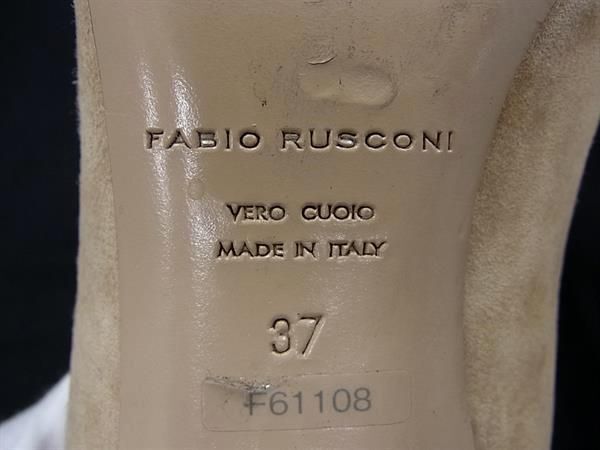 FABIO RUSCONI
VERO CUOIO
MADE IN ITALY
37
F61108